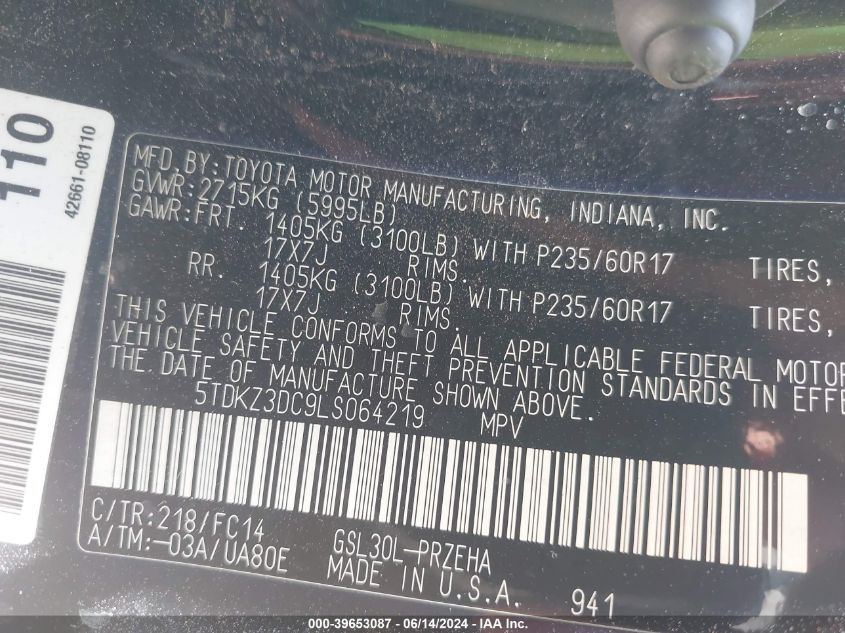 110
42661-08110
MFD. BY: TOYOTA MOTOR MANUFACTURING, INDIANA, INC.
GVWR: 2715KG (5995LB)
GAWR: FRT. 1405KG (3100LB) WITH P235/60R17 TIRES,
17X7J RIMS.
RR. 1405KG (3100LB) WITH P235/60R17 TIRES,
17X7J RIMS.
THIS VEHICLE CONFORMS TO ALL APPLICABLE FEDERAL MOTOR
VEHICLE SAFETY AND THEFT PREVENTION STANDARDS IN EFFE
THE DATE OF MANUFACTURE SHOWN ABOVE.
5TDKZ3DC9LS064219 MPV
C/TR: 218/FC14 GSL30L-PRZEHA
A/TM: -03A/UA80E MADE IN U.S.A. 941
000-39653087 - 06/14/2024 - IAA Inc.